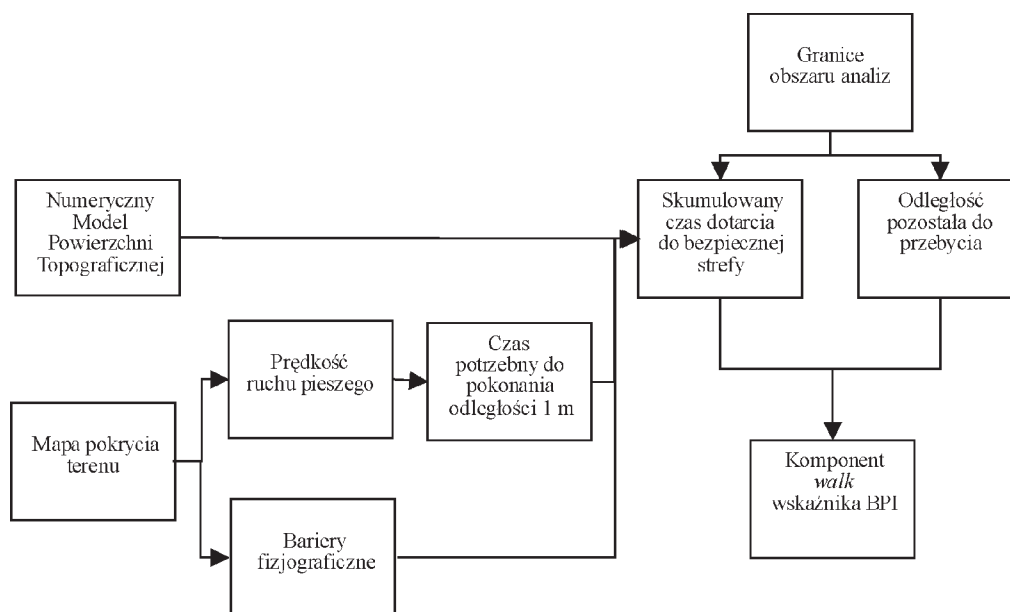 Granice
obszaru analiz
Numeryczny
Model
Powierzchni
Topograficznej
Skumulowany
czas dotarcia
do bezpiecznej
strefy
Odległość
pozostała do
przebycia
Prędkość
ruchu pieszego
Czas
potrzebny do
pokonania
odległości 1 m
Mapa pokrycia
terenu
Bariery
fizjograficzne
Komponent
walk
wskaźnika BPI